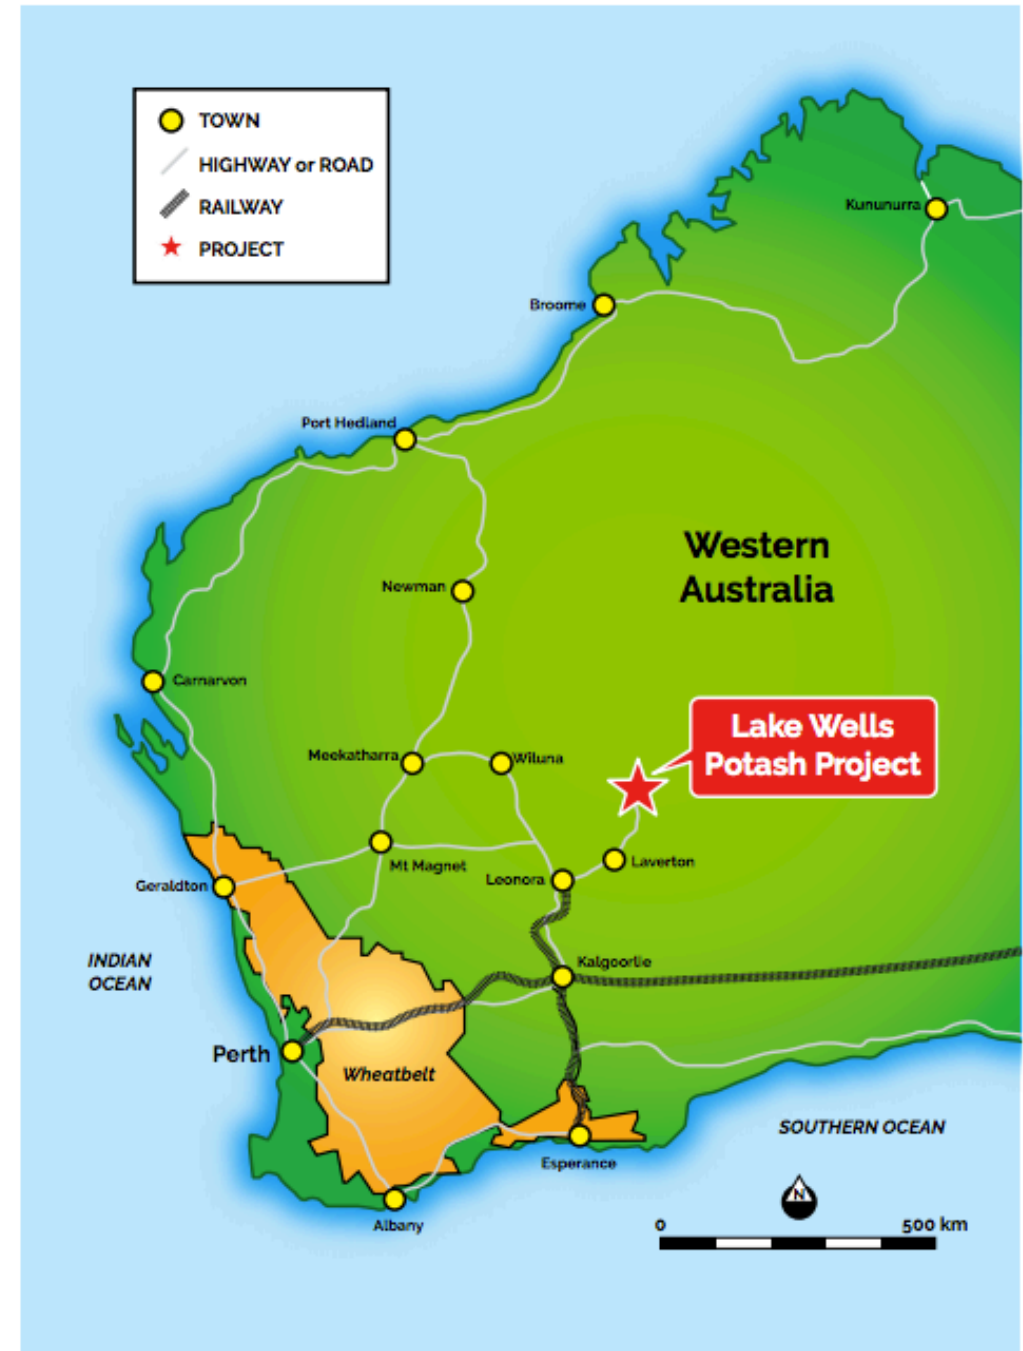 TOWN
HIGHWAY or ROAD
RAILWAY
PROJECT
Kununurra
Broome
Port Hedland
Western
Australia
Newman
Carnarvon
Lake Wells
Potash Project
Meekatharra
Wiluna
Mt Magnet
Laverton
Leonora
Geraldton
INDIAN
OCEAN
Kalgoorlie
Perth
Wheatbelt
SOUTHERN OCEAN
Esperance
N
Albany
0
500 km